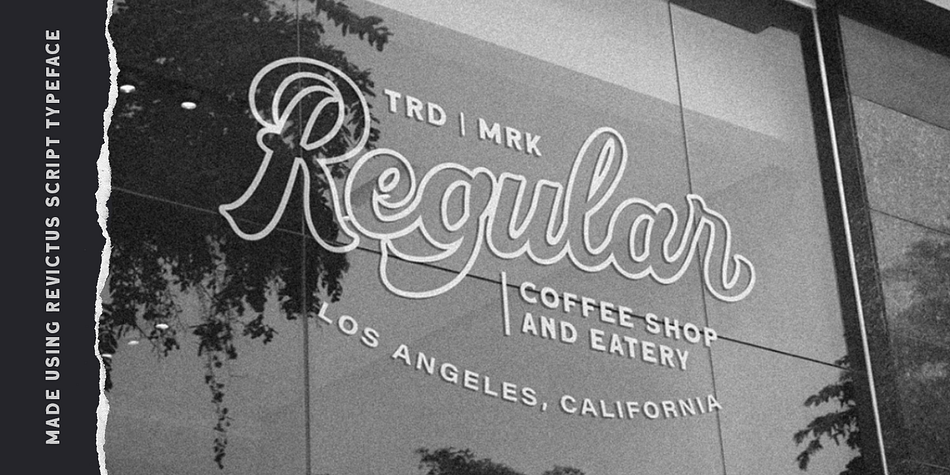 MADE USING REVICTUS SCRIPT TYPEFACE
TRD | MRK
Regular
COFFEE SHOP
AND EATERY
LOS ANGELES, CALIFORNIA